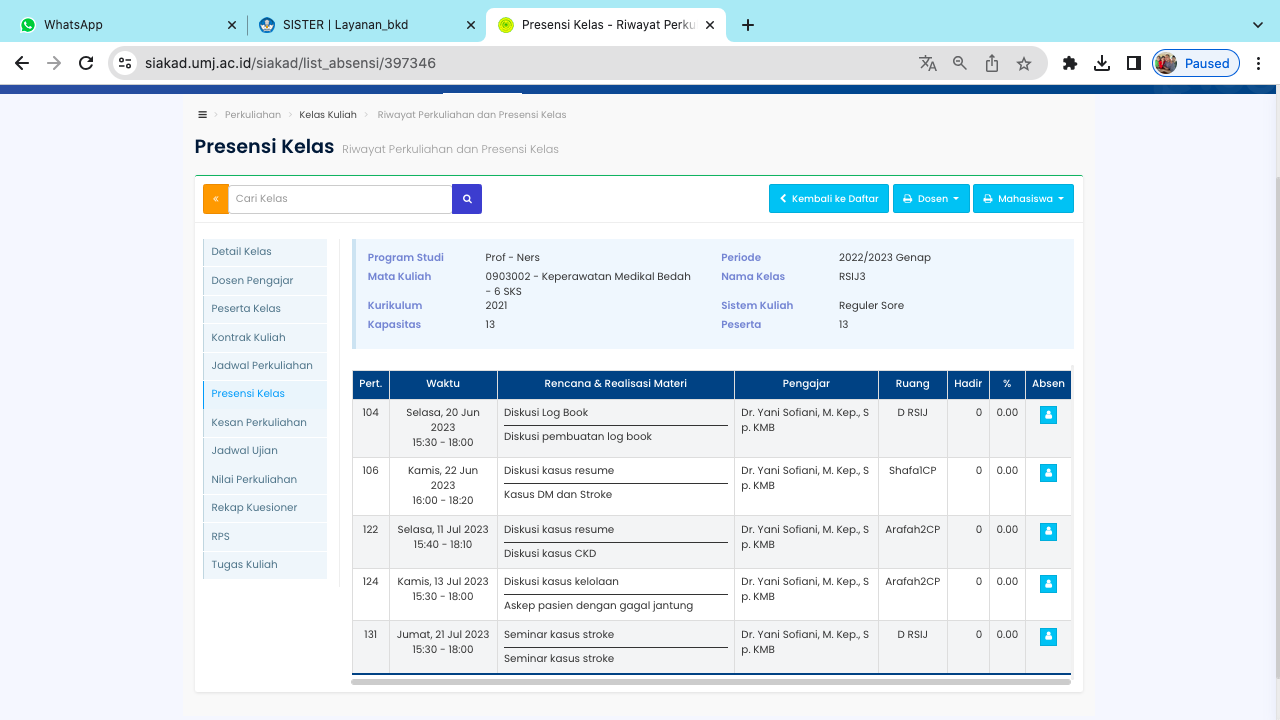 WhatsApp
SISTER | Layanan_bkd
Presensi Kelas - Riwayat Perku
siakad.umj.ac.id/siakad/list_absensi/397346
Paused
Perkuliahan > Kelas Kuliah > Riwayat Perkuliahan dan Presensi Kelas
Presensi Kelas Riwayat Perkuliahan dan Presensi Kelas
« Cari Kelas
Kembali ke Daftar
Dosen
Mahasiswa
Detail Kelas
Dosen Pengajar
Peserta Kelas
Kontrak Kuliah
Jadwal Perkuliahan
Presensi Kelas
Kesan Perkuliahan
Jadwal Ujian
Nilai Perkuliahan
Rekap Kuesioner
RPS
Tugas Kuliah
Program Studi Prof - Ners Periode 2022/2023 Genap
Mata Kuliah 0903002 - Keperawatan Medikal Bedah Nama Kelas RSIJ3
- 6 SKS
Kurikulum 2021 Sistem Kuliah Reguler Sore
Kapasitas 13 Peserta 13
Pert. Waktu Rencana & Realisasi Materi Pengajar Ruang Hadir % Absen
104 Selasa, 20 Jun Diskusi Log Book Dr. Yani Sofiani, M. Kep., S D RSIJ 0 0.00
2023 p. KMB
15:30 - 18:00 Diskusi pembuatan log book
106 Kamis, 22 Jun Diskusi kasus resume Dr. Yani Sofiani, M. Kep., S Shafa1CP 0 0.00
2023 p. KMB
16:00 - 18:20 Kasus DM dan Stroke
122 Selasa, 11 Jul 2023 Diskusi kasus resume Dr. Yani Sofiani, M. Kep., S Arafah2CP 0 0.00
15:40 - 18:10 p. KMB
Diskusi kasus CKD
124 Kamis, 13 Jul 2023 Diskusi kasus kelolaan Dr. Yani Sofiani, M. Kep., S Arafah2CP 0 0.00
15:30 - 18:00 p. KMB
Askep pasien dengan gagal jantung
131 Jumat, 21 Jul 2023 Seminar kasus stroke Dr. Yani Sofiani, M. Kep., S D RSIJ 0 0.00
15:30 - 18:00 p. KMB
Seminar kasus stroke